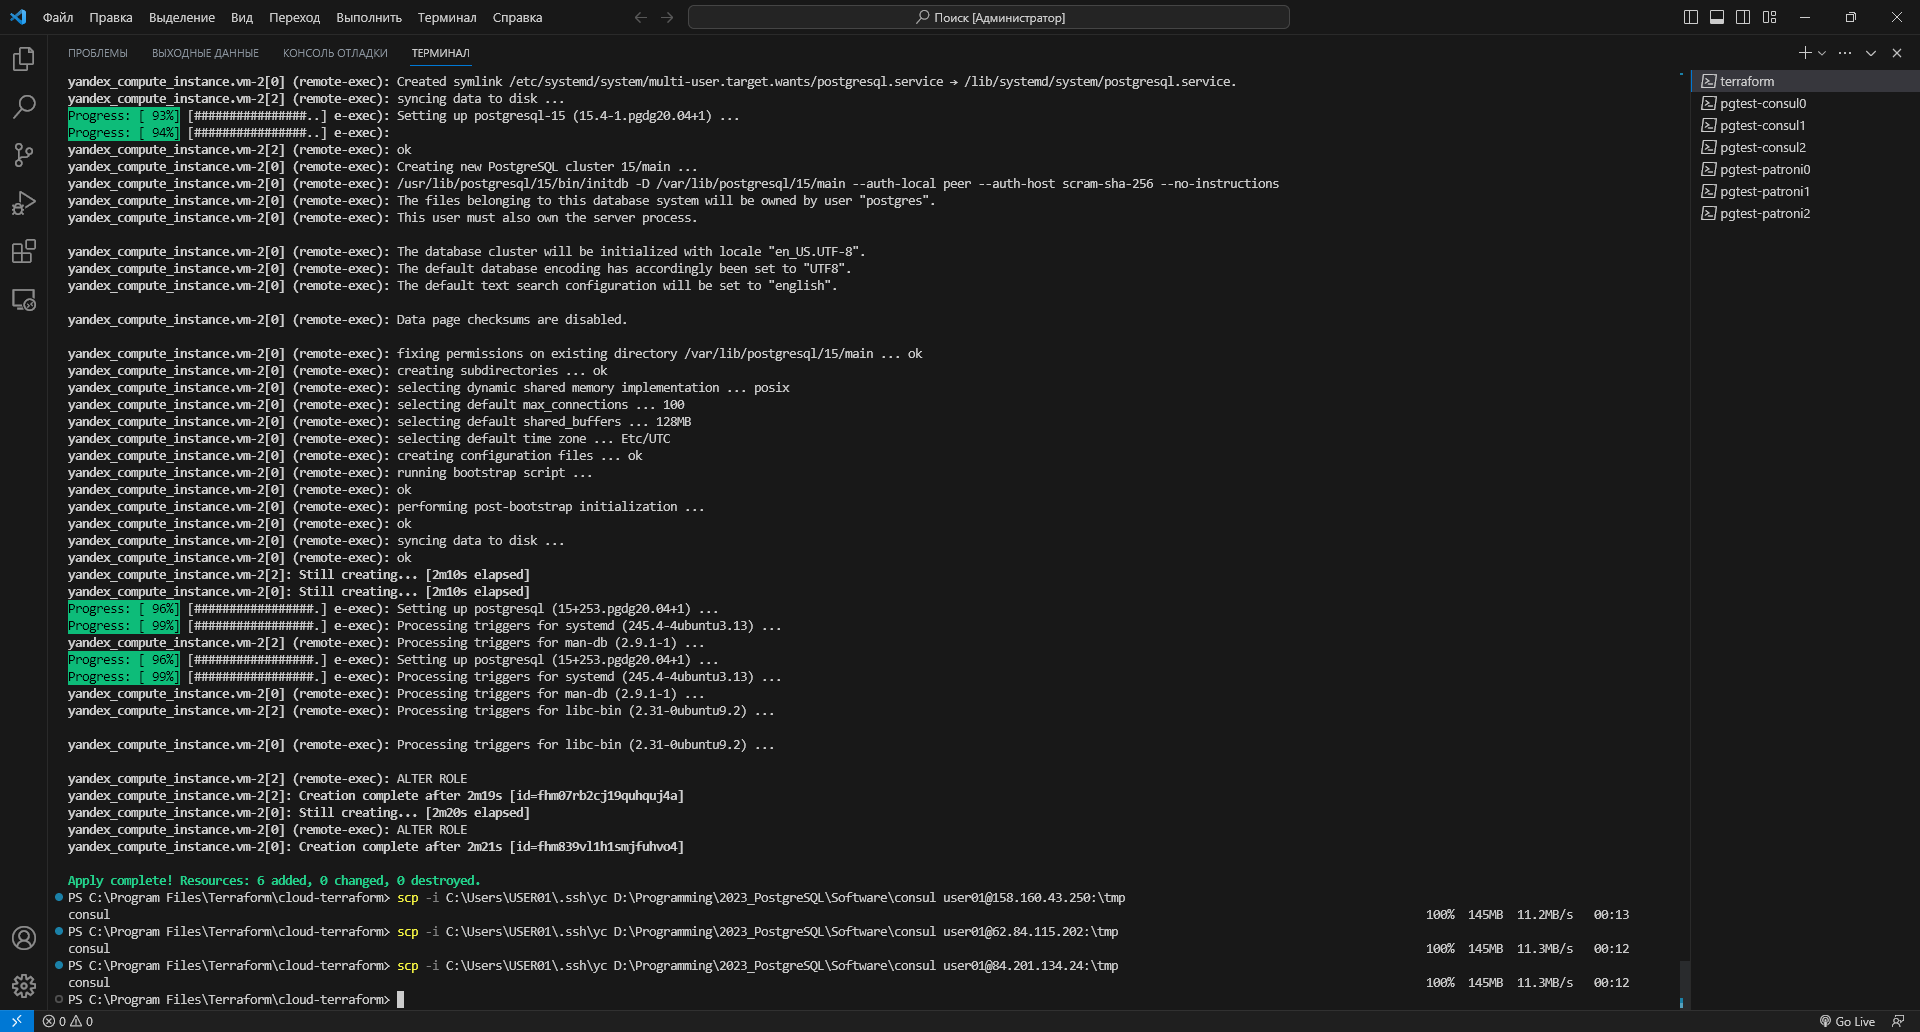 Файл Правка Выделение Вид Переход Выполнить Терминал Справка
Поиск [Администратор]
ПРОБЛЕМЫ ВЫХОДНЫЕ ДАННЫЕ КОНСОЛЬ ОТЛАДКИ ТЕРМИНАЛ
yandex_compute_instance.vm-2[0] (remote-exec): Created symlink /etc/systemd/system/multi-user.target.wants/postgresql.service → /lib/systemd/system/postgresql.service.
yandex_compute_instance.vm-2[2] (remote-exec): syncing data to disk ...
Progress: [ 93%] [################..] e-exec): Setting up postgresql-15 (15.4-1.pgdg20.04+1) ...
Progress: [ 94%] [################..] e-exec):
yandex_compute_instance.vm-2[2] (remote-exec): ok
yandex_compute_instance.vm-2[0] (remote-exec): Creating new PostgreSQL cluster 15/main ...
yandex_compute_instance.vm-2[0] (remote-exec): /usr/lib/postgresql/15/bin/initdb -D /var/lib/postgresql/15/main --auth-local peer --auth-host scram-sha-256 --no-instructions
yandex_compute_instance.vm-2[0] (remote-exec): The files belonging to this database system will be owned by user "postgres".
yandex_compute_instance.vm-2[0] (remote-exec): This user must also own the server process.
yandex_compute_instance.vm-2[0] (remote-exec): The database cluster will be initialized with locale "en_US.UTF-8".
yandex_compute_instance.vm-2[0] (remote-exec): The default database encoding has accordingly been set to "UTF8".
yandex_compute_instance.vm-2[0] (remote-exec): The default text search configuration will be set to "english".
yandex_compute_instance.vm-2[0] (remote-exec): Data page checksums are disabled.
yandex_compute_instance.vm-2[0] (remote-exec): fixing permissions on existing directory /var/lib/postgresql/15/main ... ok
yandex_compute_instance.vm-2[0] (remote-exec): creating subdirectories ... ok
yandex_compute_instance.vm-2[0] (remote-exec): selecting dynamic shared memory implementation ... posix
yandex_compute_instance.vm-2[0] (remote-exec): selecting default max_connections ... 100
yandex_compute_instance.vm-2[0] (remote-exec): selecting default shared_buffers ... 128MB
yandex_compute_instance.vm-2[0] (remote-exec): selecting default time zone ... Etc/UTC
yandex_compute_instance.vm-2[0] (remote-exec): creating configuration files ... ok
yandex_compute_instance.vm-2[0] (remote-exec): running bootstrap script ...
yandex_compute_instance.vm-2[0] (remote-exec): ok
yandex_compute_instance.vm-2[0] (remote-exec): performing post-bootstrap initialization ...
yandex_compute_instance.vm-2[0] (remote-exec): ok
yandex_compute_instance.vm-2[0] (remote-exec): syncing data to disk ...
yandex_compute_instance.vm-2[0] (remote-exec): ok
yandex_compute_instance.vm-2[2]: Still creating... [2m10s elapsed]
yandex_compute_instance.vm-2[0]: Still creating... [2m10s elapsed]
Progress: [ 96%] [#################.] e-exec): Setting up postgresql (15+253.pgdg20.04+1) ...
Progress: [ 99%] [#################.] e-exec): Processing triggers for systemd (245.4-4ubuntu3.13) ...
yandex_compute_instance.vm-2[2] (remote-exec): Processing triggers for man-db (2.9.1-1) ...
Progress: [ 96%] [#################.] e-exec): Setting up postgresql (15+253.pgdg20.04+1) ...
Progress: [ 99%] [#################.] e-exec): Processing triggers for systemd (245.4-4ubuntu3.13) ...
yandex_compute_instance.vm-2[0] (remote-exec): Processing triggers for man-db (2.9.1-1) ...
yandex_compute_instance.vm-2[2] (remote-exec): Processing triggers for libc-bin (2.31-0ubuntu9.2) ...
yandex_compute_instance.vm-2[0] (remote-exec): Processing triggers for libc-bin (2.31-0ubuntu9.2) ...
yandex_compute_instance.vm-2[2] (remote-exec): ALTER ROLE
yandex_compute_instance.vm-2[2]: Creation complete after 2m19s [id=fhm07rb2cj19quhquj4a]
yandex_compute_instance.vm-2[0]: Still creating... [2m20s elapsed]
yandex_compute_instance.vm-2[0] (remote-exec): ALTER ROLE
yandex_compute_instance.vm-2[0]: Creation complete after 2m21s [id=fhm839vl1h1smjfuhvo4]
Apply complete! Resources: 6 added, 0 changed, 0 destroyed.
PS C:\Program Files\Terraform\cloud-terraform> scp -i C:\Users\USER01\.ssh\yc D:\Programming\2023_PostgreSQL\Software\consul user01@158.160.43.250:\tmp
consul 100% 145MB 11.2MB/s 00:13
PS C:\Program Files\Terraform\cloud-terraform> scp -i C:\Users\USER01\.ssh\yc D:\Programming\2023_PostgreSQL\Software\consul user01@62.84.115.202:\tmp
consul 100% 145MB 11.3MB/s 00:12
PS C:\Program Files\Terraform\cloud-terraform> scp -i C:\Users\USER01\.ssh\yc D:\Programming\2023_PostgreSQL\Software\consul user01@84.201.134.24:\tmp
consul 100% 145MB 11.3MB/s 00:12
PS C:\Program Files\Terraform\cloud-terraform>
terraform
pgtest-consul0
pgtest-consul1
pgtest-consul2
pgtest-patroni0
pgtest-patroni1
pgtest-patroni2
0 0
Go Live